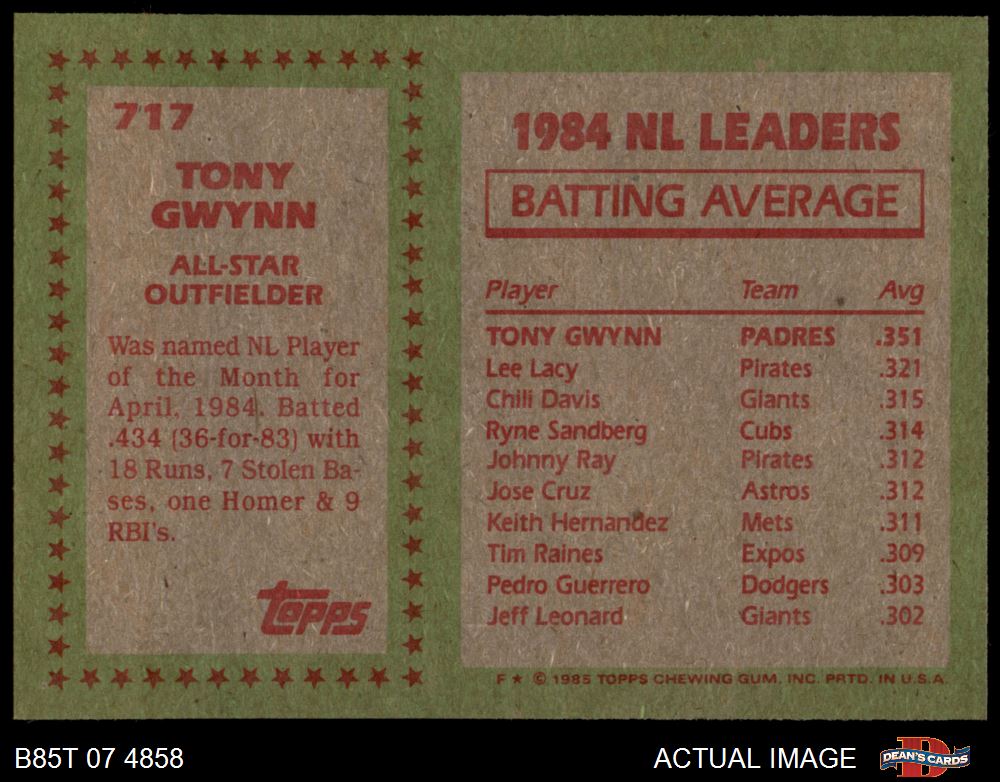 717
TONY
GWYNN
ALL-STAR
OUTFIELDER
Was named NL Player
of the Month for
April, 1984. Batted
.434 (36-for-83) with
18 Runs, 7 Stolen Ba-
ses, one Homer & 9
RBI's.
topps
1984 NL LEADERS
BATTING AVERAGE
Player Team Avg
TONY GWYNN PADRES .351
Lee Lacy Pirates .321
Chili Davis Giants .315
Ryne Sandberg Cubs .314
Johnny Ray Pirates .312
Jose Cruz Astros .312
Keith Hernandez Mets .311
Tim Raines Expos .309
Pedro Guerrero Dodgers .303
Jeff Leonard Giants .302
F ★ © 1985 TOPPS CHEWING GUM, INC. PRTD. IN U.S.A.
B85T 07 4858
ACTUAL IMAGE
D
DEAN'S CARDS